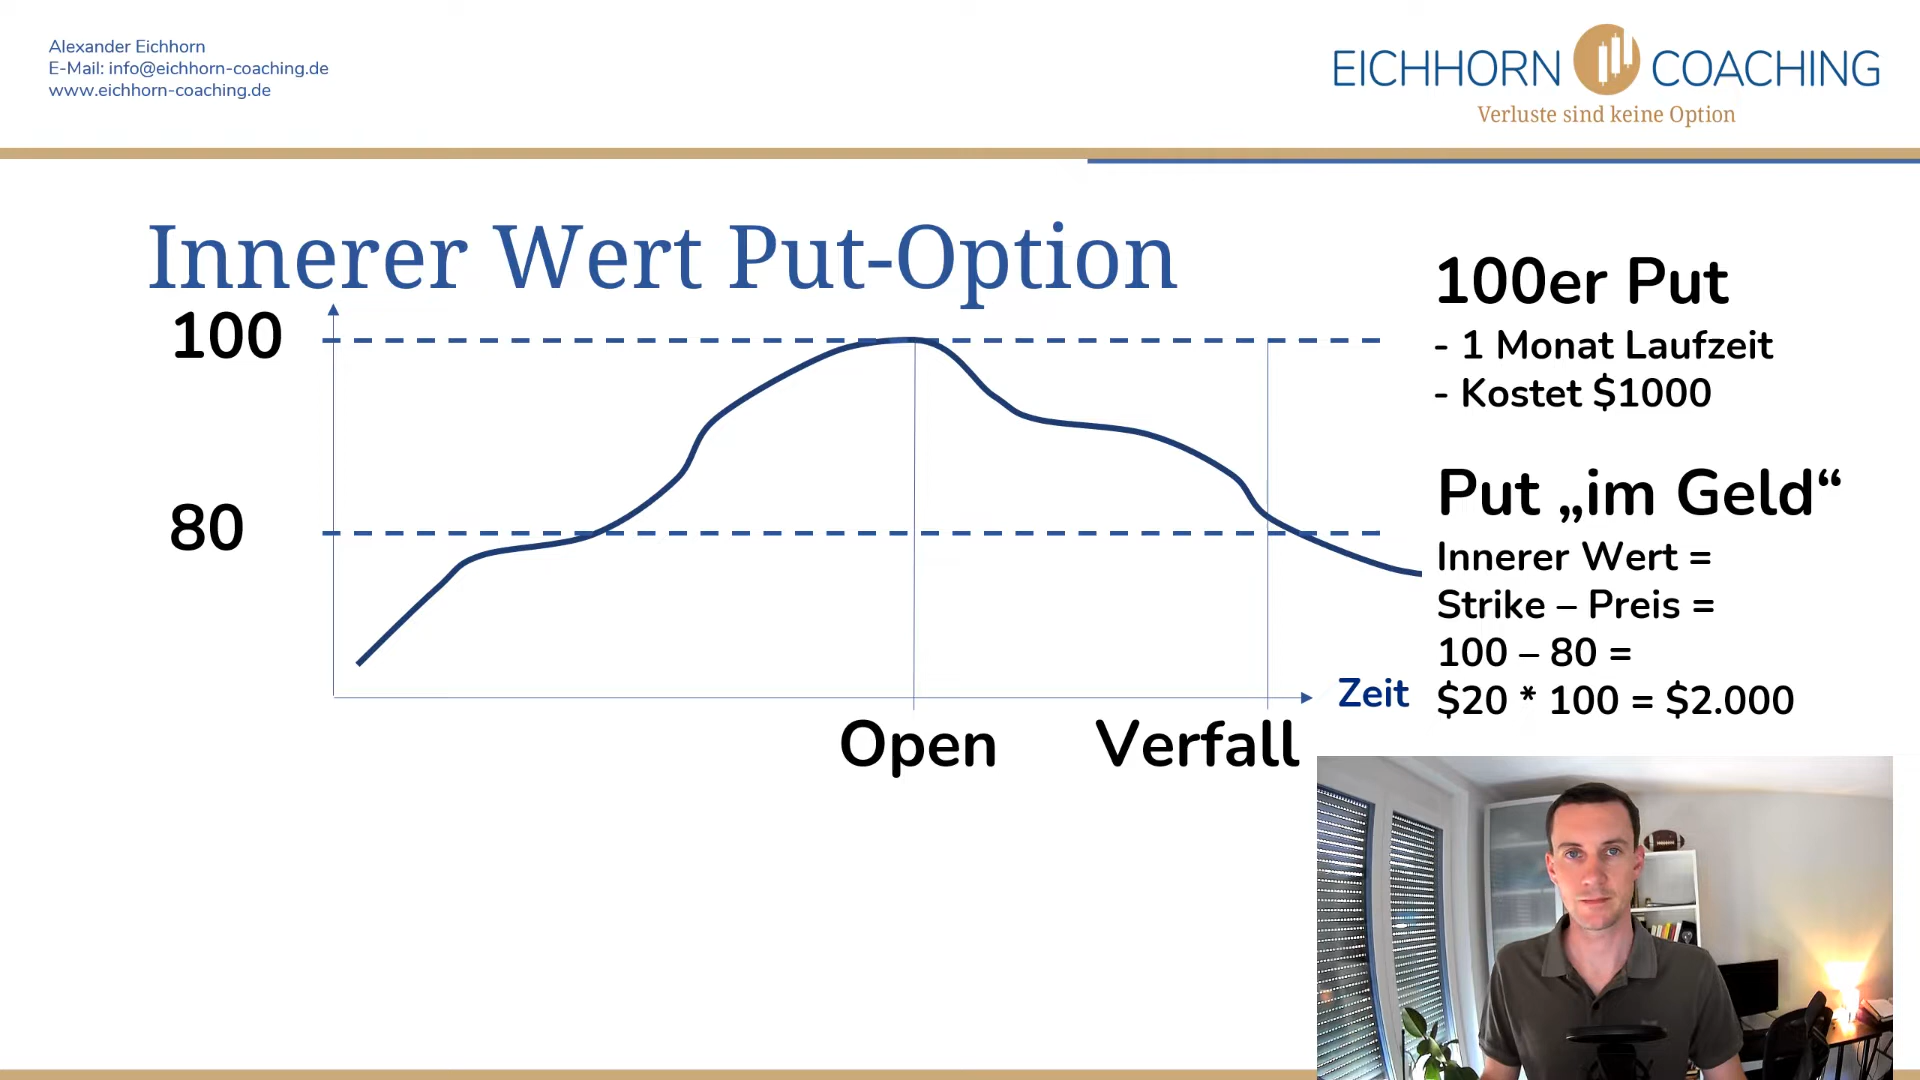 Alexander Eichhorn
E-Mail: info@eichhorn-coaching.de
www.eichhorn-coaching.de
EICHHORN COACHING
Verluste sind keine Option
Innerer Wert Put-Option
100
80
Zeit
Open
Verfall
100er Put
- 1 Monat Laufzeit
- Kostet $1000
Put „im Geld“
Innerer Wert =
Strike – Preis =
100 – 80 =
$20 * 100 = $2.000